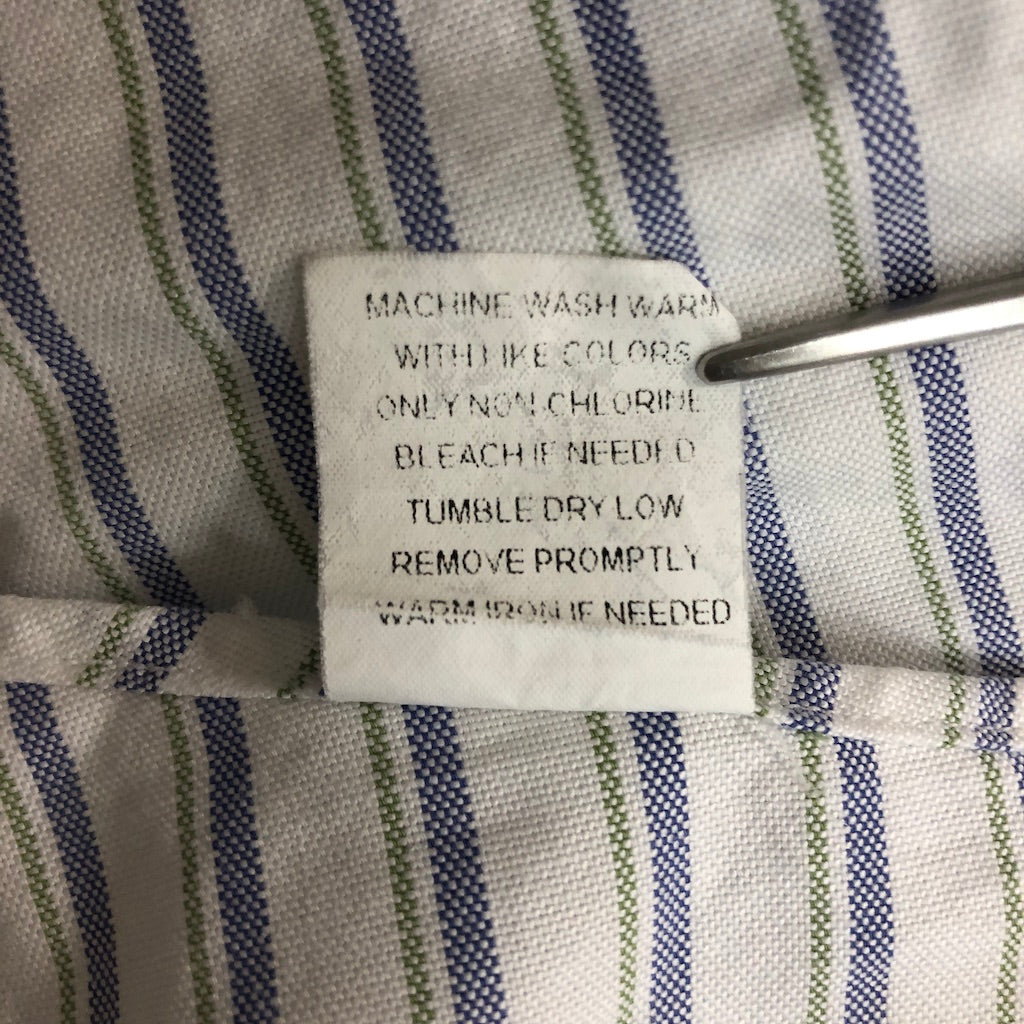 MACHINE WASH WARM
WITH LIKE COLORS
ONLY NON-CHLORINE
BLEACH IF NEEDED
TUMBLE DRY LOW
REMOVE PROMPTLY
WARM IRON IF NEEDED